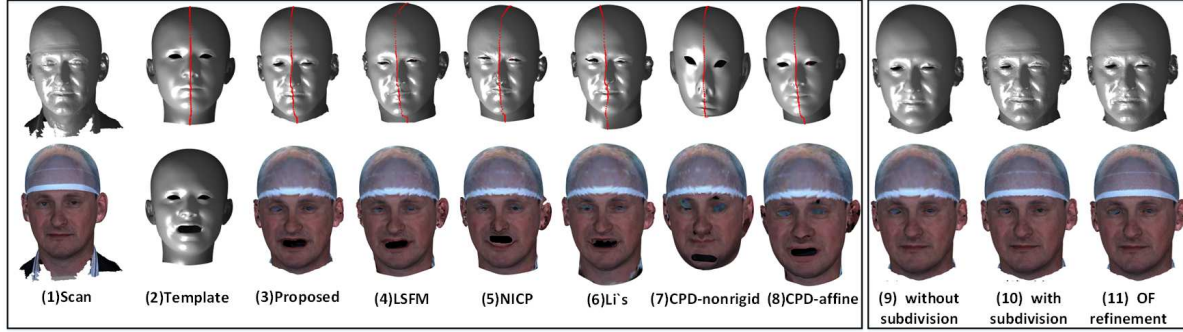 (1)Scan
(2)Template
(3)Proposed
(4)LSFM
(5)NICP
(6)Li`s
(7)CPD-nonrigid
(8)CPD-affine
(9) without
subdivision
(10) with
subdivision
(11) OF
refinement